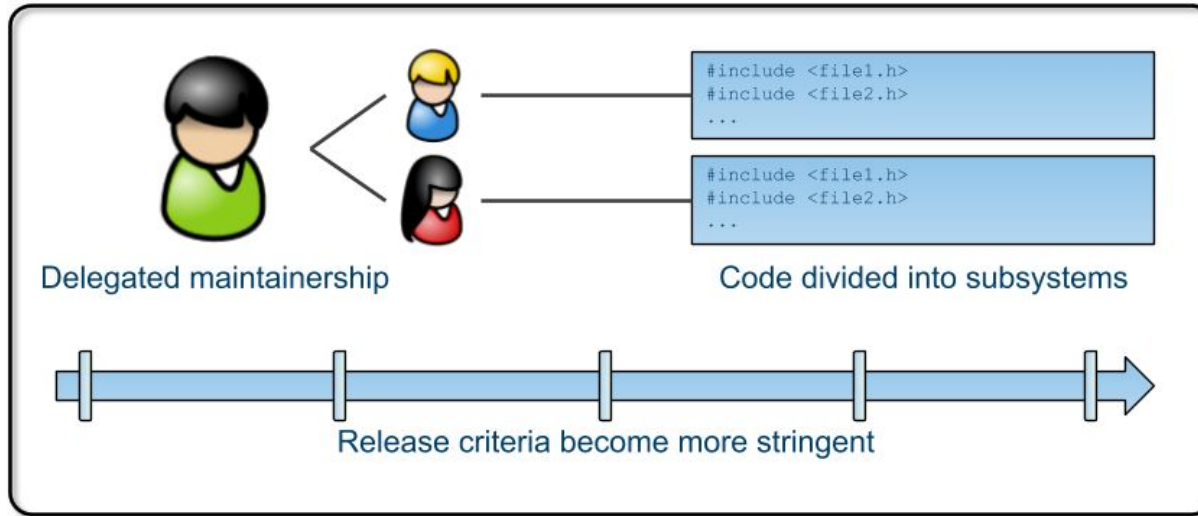 #include <file1.h>
#include <file2.h>
...
#include <file1.h>
#include <file2.h>
...
Delegated maintainership
Code divided into subsystems
Release criteria become more stringent